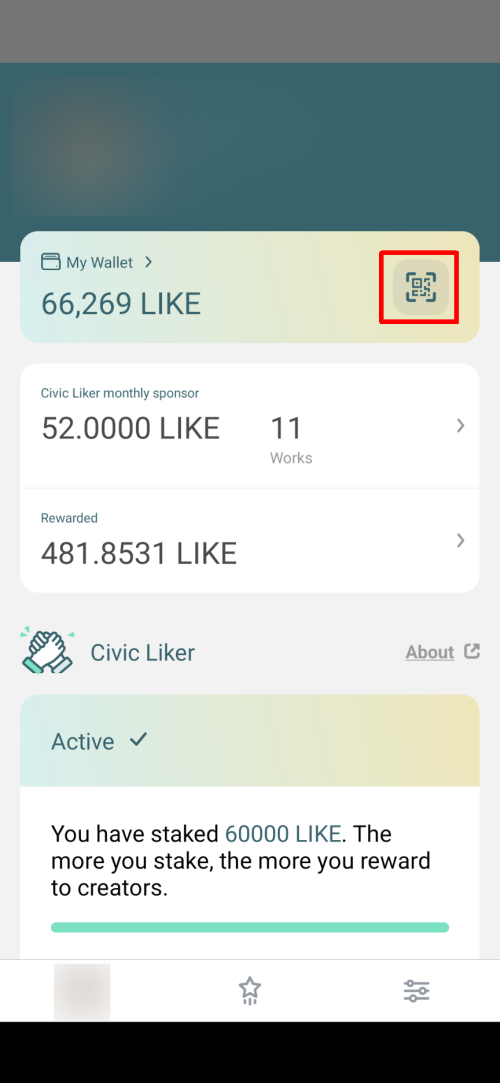 My Wallet
66,269 LIKE
Civic Liker monthly sponsor
52.0000 LIKE
11
Works
Rewarded
481.8531 LIKE
Civic Liker
About
Active
You have staked 60000 LIKE. The
more you stake, the more you reward
to creators.